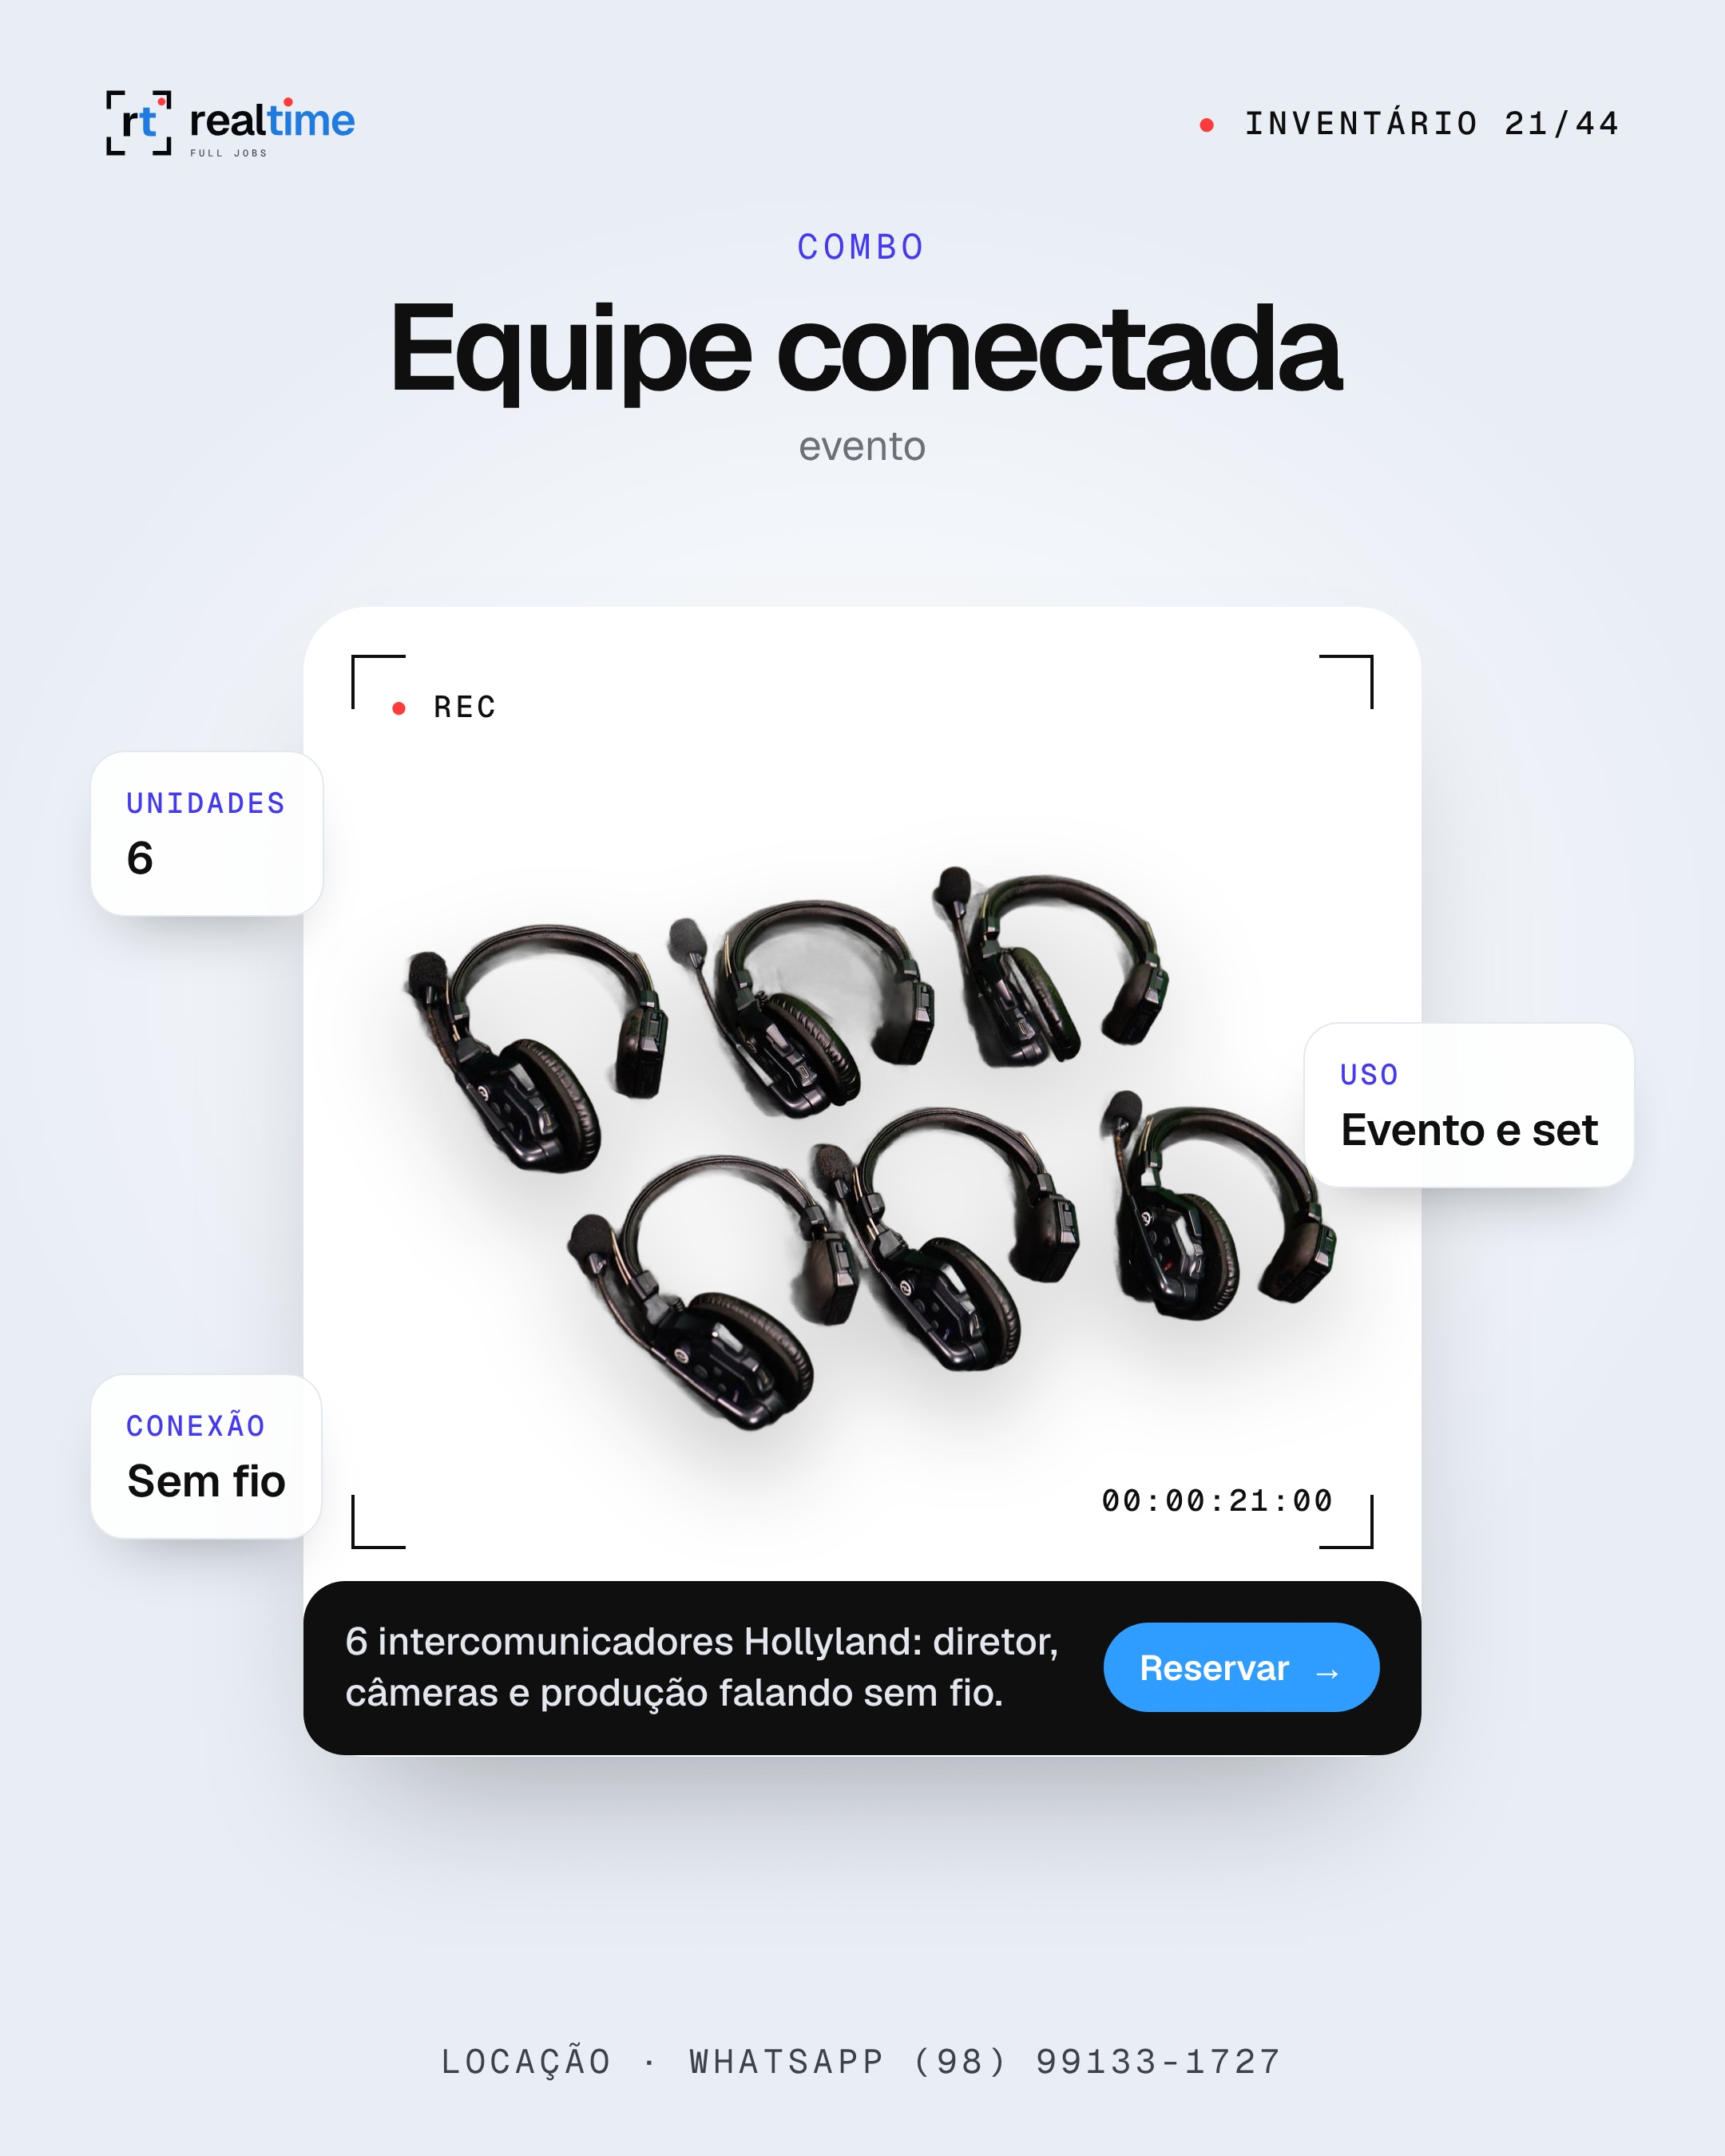 rt realtime
FULL JOBS
INVENTÁRIO 21/44
COMBO
Equipe conectada
evento
REC
UNIDADES
6
USO
Evento e set
CONEXÃO
Sem fio
00:00:21:00
6 intercomunicadores Hollyland: diretor,
câmeras e produção falando sem fio.
Reservar →
LOCAÇÃO · WHATSAPP (98) 99133-1727